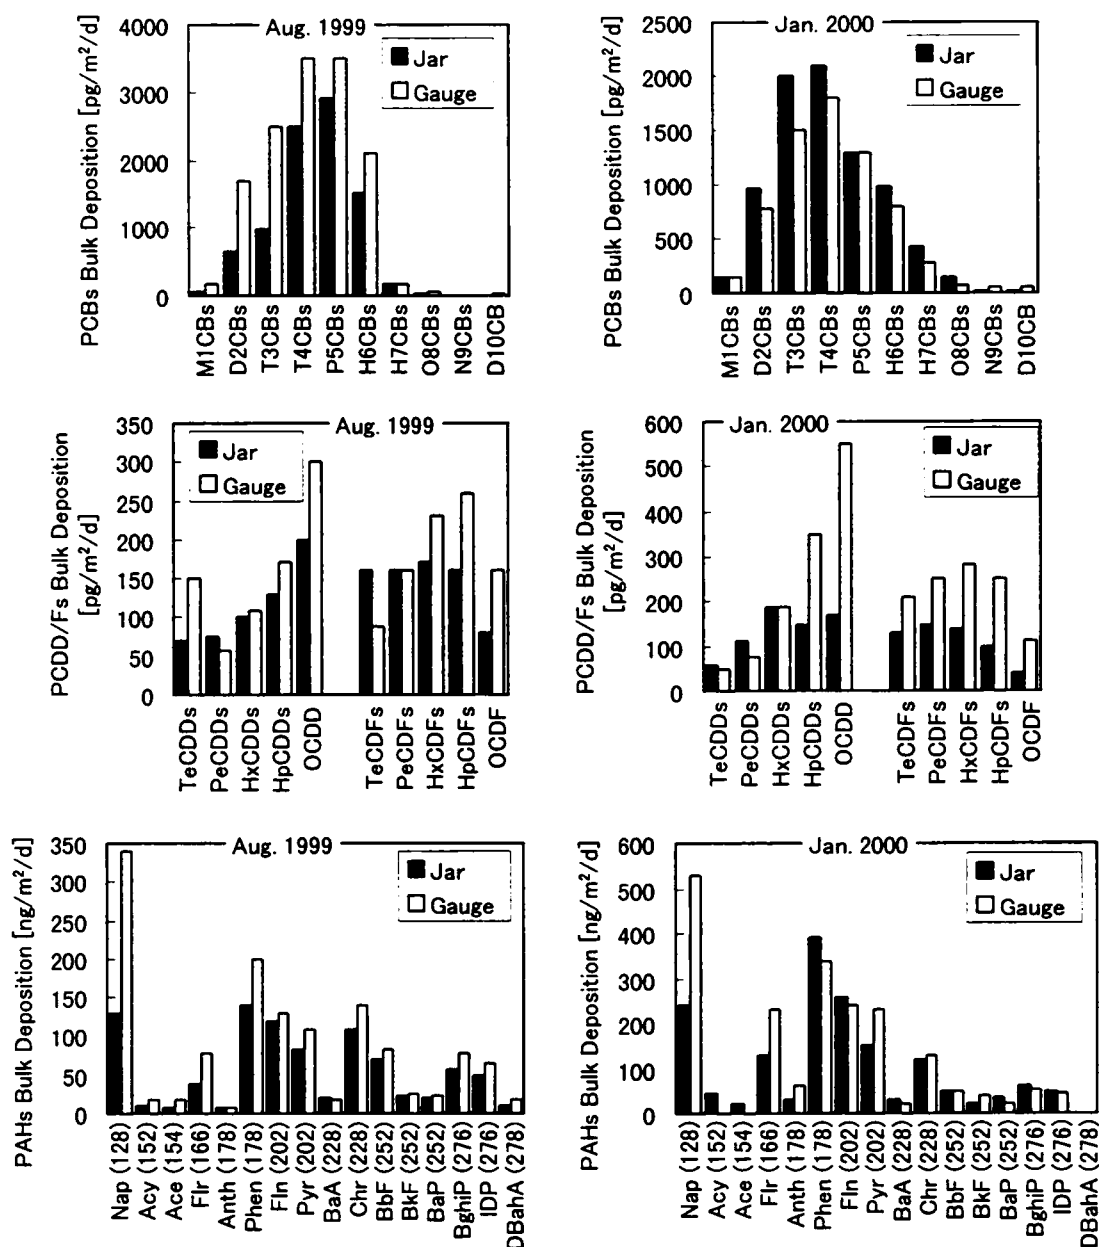 Aug. 1999
PCBs Bulk Deposition [pg/m²/d]
4000
3000
2000
1000
0
Jar
Gauge
M1CBs
D2CBs
T3CBs
T4CBs
P5CBs
H6CBs
H7CBs
O8CBs
N9CBs
D10CB
Jan. 2000
PCBs Bulk Deposition [pg/m²/d]
2500
2000
1500
1000
500
0
Jar
Gauge
M1CBs
D2CBs
T3CBs
T4CBs
P5CBs
H6CBs
H7CBs
O8CBs
N9CBs
D10CB
Aug. 1999
PCDD/Fs Bulk Deposition
[pg/m²/d]
350
300
250
200
150
100
50
0
Jar
Gauge
TeCDDs
PeCDDs
HxCDDs
HpCDDs
OCDD
TeCDFs
PeCDFs
HxCDFs
HpCDFs
OCDF
Jan. 2000
PCDD/Fs Bulk Deposition
[pg/m²/d]
600
500
400
300
200
100
0
Jar
Gauge
TeCDDs
PeCDDs
HxCDDs
HpCDDs
OCDD
TeCDFs
PeCDFs
HxCDFs
HpCDFs
OCDF
Aug. 1999
PAHs Bulk Deposition [ng/m²/d]
350
300
250
200
150
100
50
0
Jar
Gauge
Nap (128)
Acy (152)
Ace (154)
Flr (166)
Anth (178)
Phen (178)
Fln (202)
Pyr (202)
BaA (228)
Chr (228)
BbF (252)
BkF (252)
BaP (252)
BghiP (276)
IDP (276)
DBahA (278)
Jan. 2000
PAHs Bulk Deposition [ng/m²/d]
600
500
400
300
200
100
0
Jar
Gauge
Nap (128)
Acy (152)
Ace (154)
Flr (166)
Anth (178)
Phen (178)
Fln (202)
Pyr (202)
BaA (228)
Chr (228)
BbF (252)
BkF (252)
BaP (252)
BghiP (276)
IDP (276)
DBahA (278)